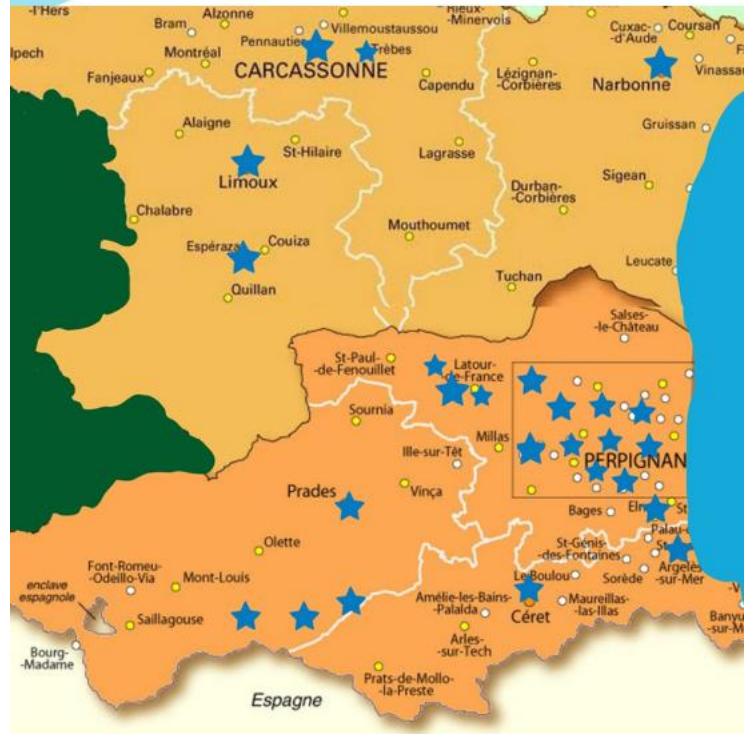 -l'Hers
Bram
Alzonne
Pennautier
Villemoustaussou
Trèbes
Rieux-
-Minervois
Cuxac-
-d'Aude
Coursan
Vinassa
lpech
Montréal
Fanjeaux
CARCASSONNE
Capendu
Lézignan-
-Corbières
Narbonne
Gruissan
Alaigne
St-Hilaire
Lagrasse
Limoux
Sigean
Durban-
-Corbières
Chalabre
Mouthoumet
Espéraza
Couiza
Leucate
Quillan
Tuchan
Salses-
-le-Château
St-Paul-
-de-Fenouillet
Latour-
-de-France
Sournia
Millas
Ille-sur-Têt
PERPIGNAN
Prades
Vinça
Bages
Eln
St
Palau-
Olette
St-Génis-
-des-Fontaines
St
Argelès
-sur-Mer
Font-Romeu-
-Odeillo-Via
Mont-Louis
Le Boulou
Sorède
enclave
espagnole
Amélie-les-Bains-
Palalda
Maureillas-
-las-Illas
Céret
Saillagouse
Banyu
-sur-M
Arles-
-sur-Tech
Bourg-
-Madame
Prats-de-Mollo-
-la-Preste
Espagne